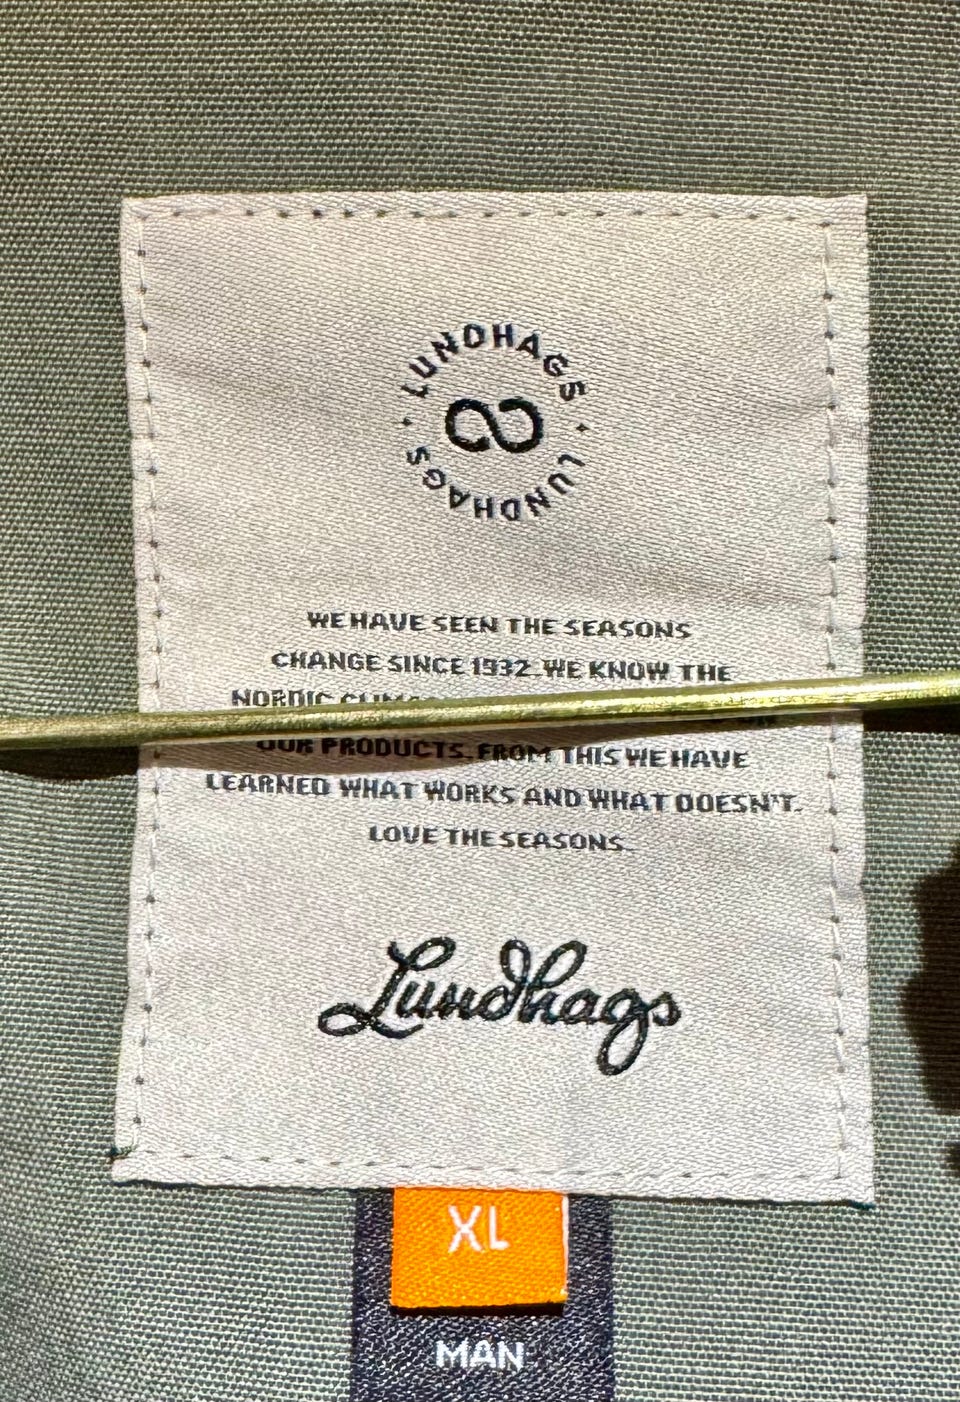 LUNDHAGS · LUNDHAGS ·
WE HAVE SEEN THE SEASONS
CHANGE SINCE 1932. WE KNOW THE
NORDIC
OUR PRODUCTS. FROM THIS WE HAVE
LEARNED WHAT WORKS AND WHAT DOESN'T.
LOVE THE SEASONS.
Lundhags
XL
MAN